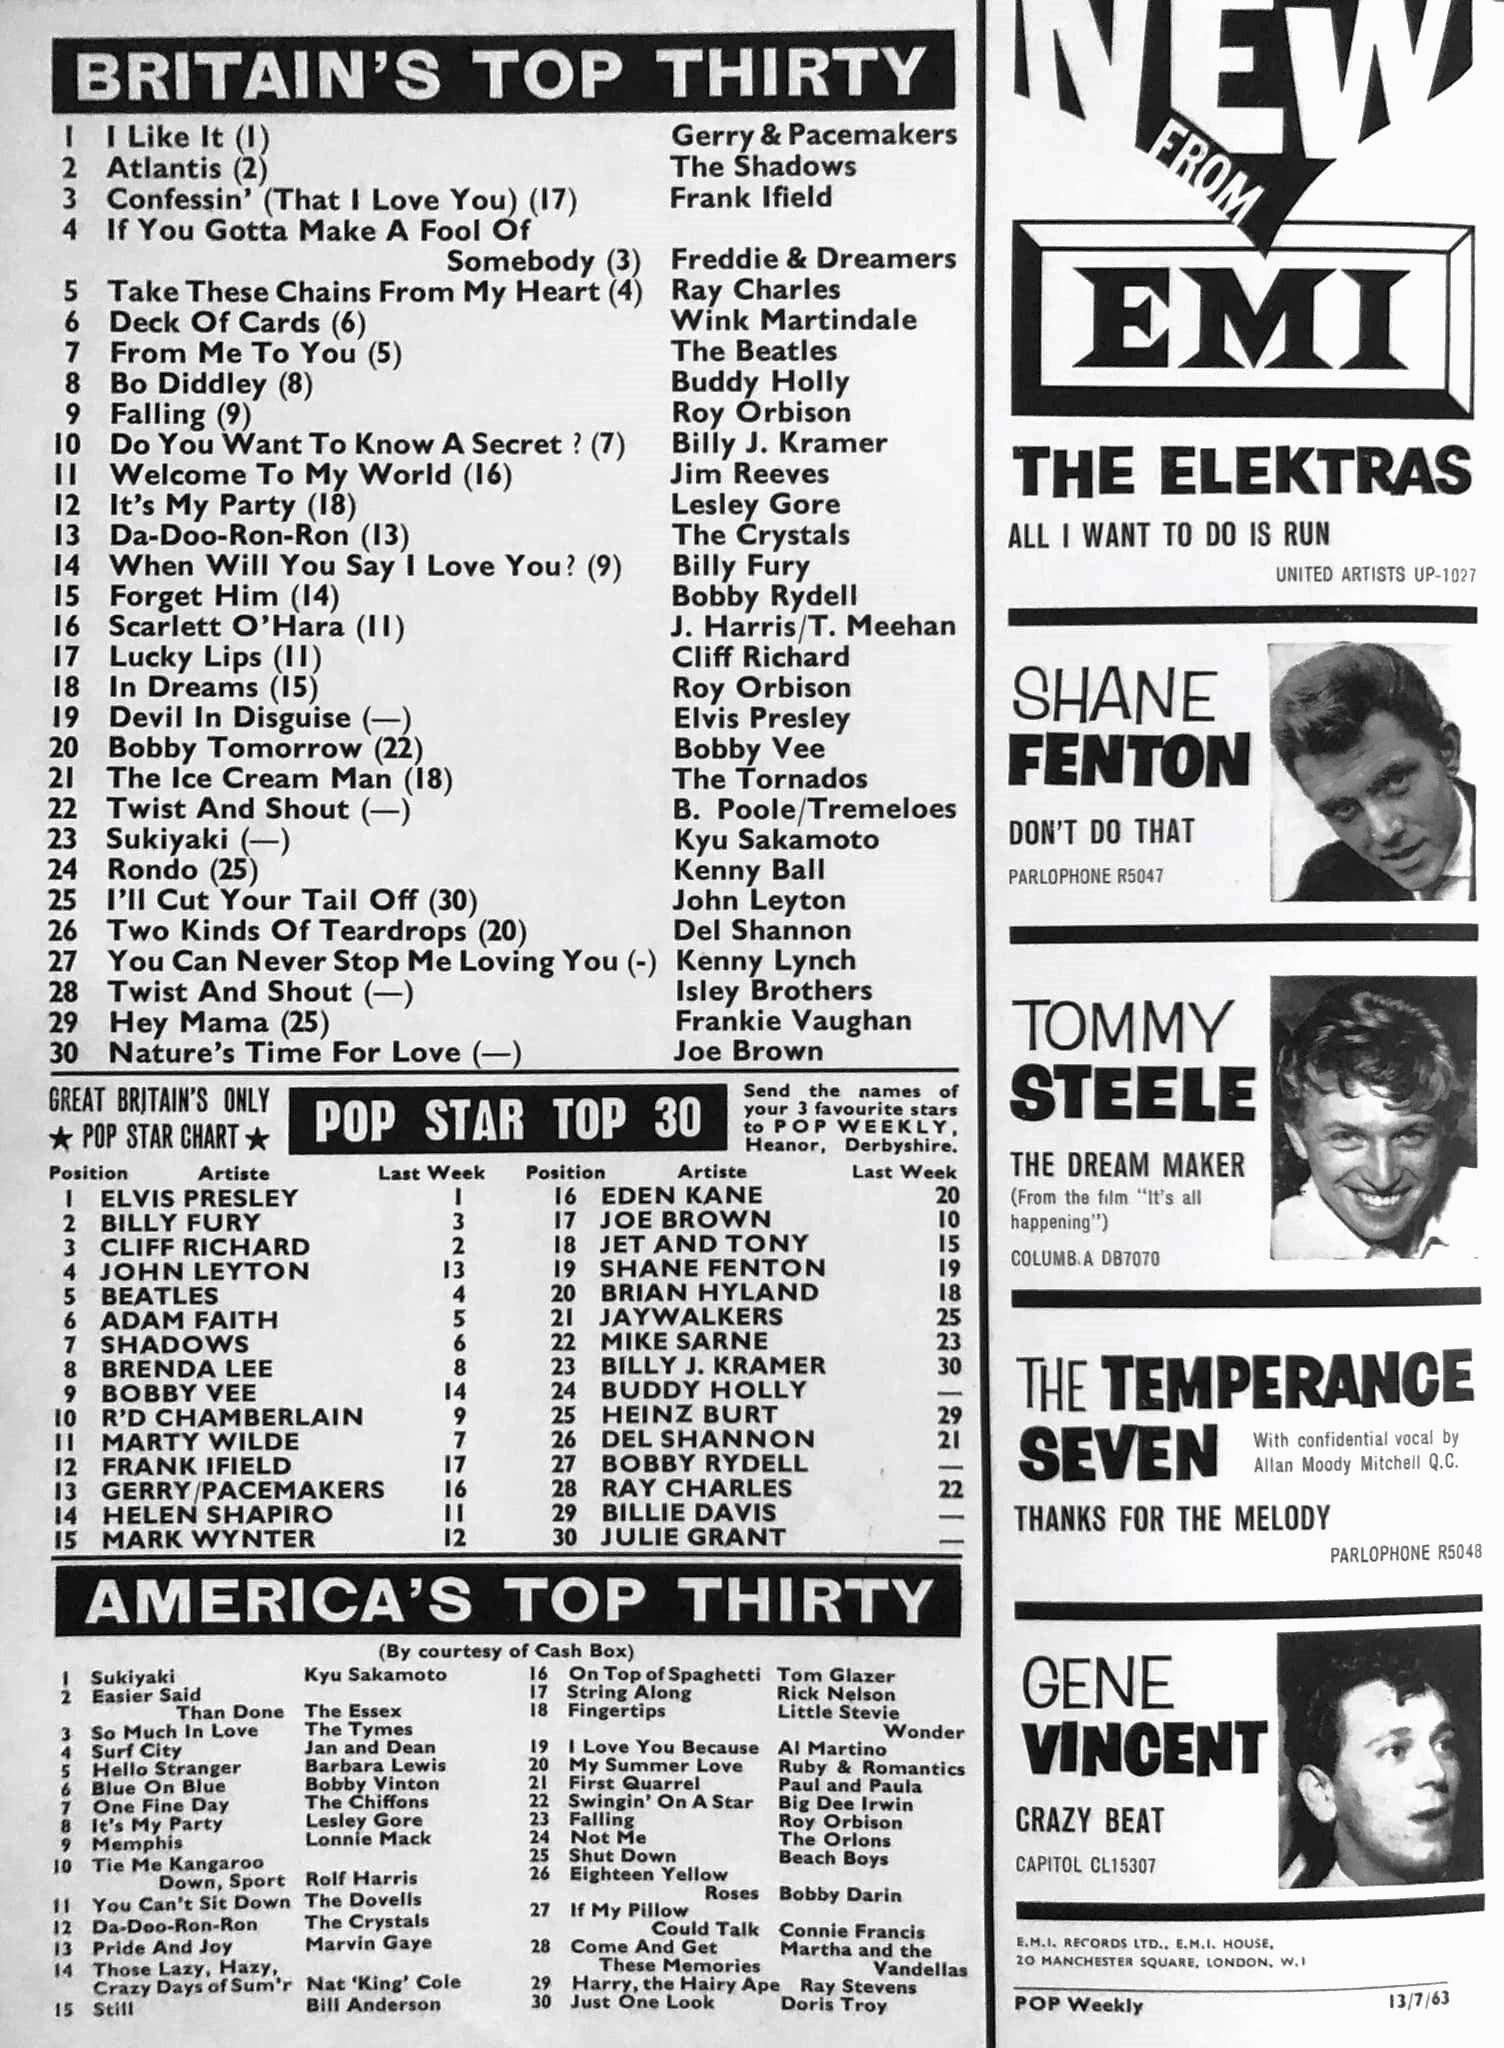 BRITAIN'S TOP THIRTY
1 I Like It (1) Gerry & Pacemakers
2 Atlantis (2) The Shadows
3 Confessin' (That I Love You) (17) Frank Ifield
4 If You Gotta Make A Fool Of
Somebody (3) Freddie & Dreamers
5 Take These Chains From My Heart (4) Ray Charles
6 Deck Of Cards (6) Wink Martindale
7 From Me To You (5) The Beatles
8 Bo Diddley (8) Buddy Holly
9 Falling (9) Roy Orbison
10 Do You Want To Know A Secret ? (7) Billy J. Kramer
11 Welcome To My World (16) Jim Reeves
12 It's My Party (18) Lesley Gore
13 Da-Doo-Ron-Ron (13) The Crystals
14 When Will You Say I Love You? (9) Billy Fury
15 Forget Him (14) Bobby Rydell
16 Scarlett O'Hara (11) J. Harris/T. Meehan
17 Lucky Lips (11) Cliff Richard
18 In Dreams (15) Roy Orbison
19 Devil In Disguise (—) Elvis Presley
20 Bobby Tomorrow (22) Bobby Vee
21 The Ice Cream Man (18) The Tornados
22 Twist And Shout (—) B. Poole/Tremeloes
23 Sukiyaki (—) Kyu Sakamoto
24 Rondo (25) Kenny Ball
25 I'll Cut Your Tail Off (30) John Leyton
26 Two Kinds Of Teardrops (20) Del Shannon
27 You Can Never Stop Me Loving You (-) Kenny Lynch
28 Twist And Shout (—) Isley Brothers
29 Hey Mama (25) Frankie Vaughan
30 Nature's Time For Love (—) Joe Brown
GREAT BRITAIN'S ONLY
★ POP STAR CHART ★
POP STAR TOP 30
Send the names of
your 3 favourite stars
to POP WEEKLY,
Heanor, Derbyshire.
Position Artiste Last Week
1 ELVIS PRESLEY 1
2 BILLY FURY 3
3 CLIFF RICHARD 2
4 JOHN LEYTON 13
5 BEATLES 4
6 ADAM FAITH 5
7 SHADOWS 6
8 BRENDA LEE 8
9 BOBBY VEE 14
10 R'D CHAMBERLAIN 9
11 MARTY WILDE 7
12 FRANK IFIELD 17
13 GERRY/PACEMAKERS 16
14 HELEN SHAPIRO 11
15 MARK WYNTER 12
Position Artiste Last Week
16 EDEN KANE 20
17 JOE BROWN 10
18 JET AND TONY 15
19 SHANE FENTON 19
20 BRIAN HYLAND 18
21 JAYWALKERS 25
22 MIKE SARNE 23
23 BILLY J. KRAMER 30
24 BUDDY HOLLY —
25 HEINZ BURT 29
26 DEL SHANNON 21
27 BOBBY RYDELL —
28 RAY CHARLES 22
29 BILLIE DAVIS —
30 JULIE GRANT —
AMERICA'S TOP THIRTY
(By courtesy of Cash Box)
1 Sukiyaki Kyu Sakamoto
2 Easier Said
Than Done The Essex
3 So Much In Love The Tymes
4 Surf City Jan and Dean
5 Hello Stranger Barbara Lewis
6 Blue On Blue Bobby Vinton
7 One Fine Day The Chiffons
8 It's My Party Lesley Gore
9 Memphis Lonnie Mack
10 Tie Me Kangaroo
Down, Sport Rolf Harris
11 You Can't Sit Down The Dovells
12 Da-Doo-Ron-Ron The Crystals
13 Pride And Joy Marvin Gaye
14 Those Lazy, Hazy,
Crazy Days of Sum'r Nat 'King' Cole
15 Still Bill Anderson
16 On Top of Spaghetti Tom Glazer
17 String Along Rick Nelson
18 Fingertips Little Stevie
Wonder
19 I Love You Because Al Martino
20 My Summer Love Ruby & Romantics
21 First Quarrel Paul and Paula
22 Swingin' On A Star Big Dee Irwin
23 Falling Roy Orbison
24 Not Me The Orlons
25 Shut Down Beach Boys
26 Eighteen Yellow
Roses Bobby Darin
27 If My Pillow
Could Talk Connie Francis
28 Come And Get Martha and the
These Memories Vandellas
29 Harry, the Hairy Ape Ray Stevens
30 Just One Look Doris Troy
NEW
FROM
EMI
THE ELEKTRAS
ALL I WANT TO DO IS RUN
UNITED ARTISTS UP-1027
SHANE
FENTON
DON'T DO THAT
PARLOPHONE R5047
TOMMY
STEELE
THE DREAM MAKER
(From the film "It's all
happening")
COLUMB.A DB7070
THE TEMPERANCE
SEVEN
With confidential vocal by
Allan Moody Mitchell Q.C.
THANKS FOR THE MELODY
PARLOPHONE R5048
GENE
VINCENT
CRAZY BEAT
CAPITOL CL15307
E.M.I. RECORDS LTD., E.M.I. HOUSE,
20 MANCHESTER SQUARE, LONDON, W.1
POP Weekly 13/7/63